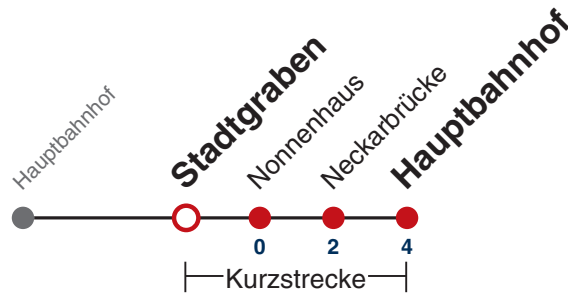 Hauptbahnhof
Stadtgraben
Nonnenhaus
Neckarbrücke
Hauptbahnhof
0 2 4
Kurzstrecke